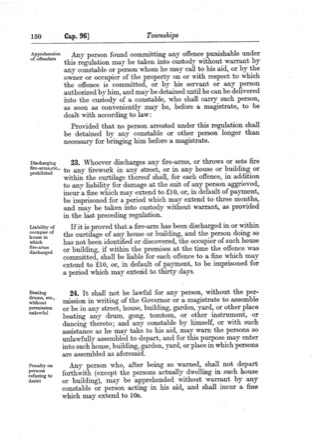 150 Cap. 96] Townships
Apprehension
of offenders
Any person found committing any offence punishable under
this regulation may be taken into custody without warrant by
any constable or person whom he may call to his aid, or by the
owner or occupier of the property on or with respect to which
the offence is committed, or by his servant or any person
authorized by him, and may be detained until he can be delivered
into the custody of a constable, who shall carry such person,
as soon as conveniently may be, before a magistrate, to be
dealt with according to law:
Provided that no person arrested under this regulation shall
be detained by any constable or other person longer than
necessary for bringing him before a magistrate.
Discharging
fire-arms, etc.,
prohibited
23. Whoever discharges any fire-arms, or throws or sets fire
to any firework in any street, or in any house or building or
within the curtilage thereof shall, for each offence, in addition
to any liability for damage at the suit of any person aggrieved,
incur a fine which may extend to £10, or, in default of payment,
be imprisoned for a period which may extend to three months,
and may be taken into custody without warrant, as provided
in the last preceding regulation.
Liability of
occupier of
house in
which
fire-arms
discharged
If it is proved that a fire-arm has been discharged in or within
the curtilage of any house or building, and the person doing so
has not been identified or discovered, the occupier of such house
or building, if within the premises at the time the offence was
committed, shall be liable for each offence to a fine which may
extend to £10, or, in default of payment, to be imprisoned for
a period which may extend to thirty days.
Beating
drums, etc.,
without
permission
unlawful
24. It shall not be lawful for any person, without the per-
mission in writing of the Governor or a magistrate to assemble
or be in any street, house, building, garden, yard, or other place
beating any drum, gong, tomtom, or other instrument, or
dancing thereto; and any constable by himself, or with such
assistance as he may take to his aid, may warn the persons so
unlawfully assembled to depart, and for this purpose may enter
into such house, building, garden, yard, or place in which persons
are assembled as aforesaid.
Penalty on
persons
refusing to
desist
Any person who, after being so warned, shall not depart
forthwith (except the persons actually dwelling in such house
or building), may be apprehended without warrant by any
constable or person acting in his aid, and shall incur a fine
which may extend to 10s.